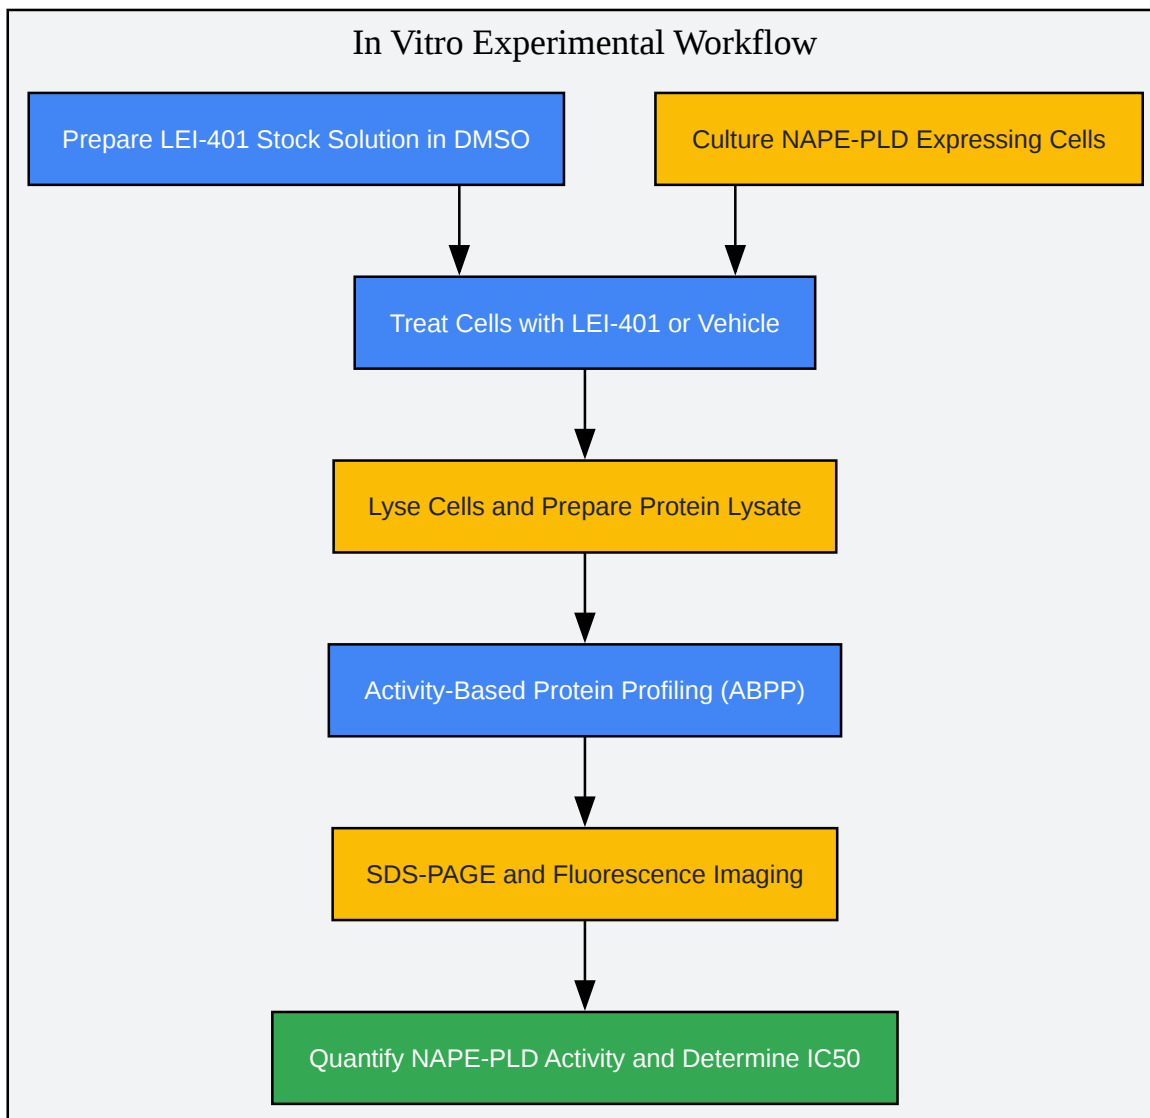 In Vitro Experimental Workflow
Prepare LEI-401 Stock Solution in DMSO
Culture NAPE-PLD Expressing Cells
Treat Cells with LEI-401 or Vehicle
Lyse Cells and Prepare Protein Lysate
Activity-Based Protein Profiling (ABPP)
SDS-PAGE and Fluorescence Imaging
Quantify NAPE-PLD Activity and Determine IC50